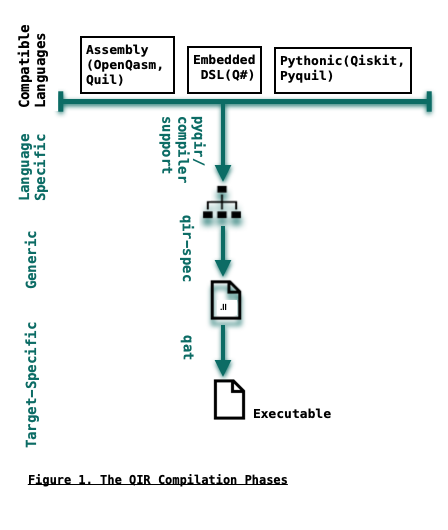 Compatible
Languages
Assembly
(OpenQasm,
Quil)
Embedded
DSL(Q#)
Pythonic(Qiskit,
Pyquil)
Language
Specific
pyqir/
compiler
support
Generic
qir-spec
.ll
Target-Specific
qat
Executable
Figure 1. The QIR Compilation Phases